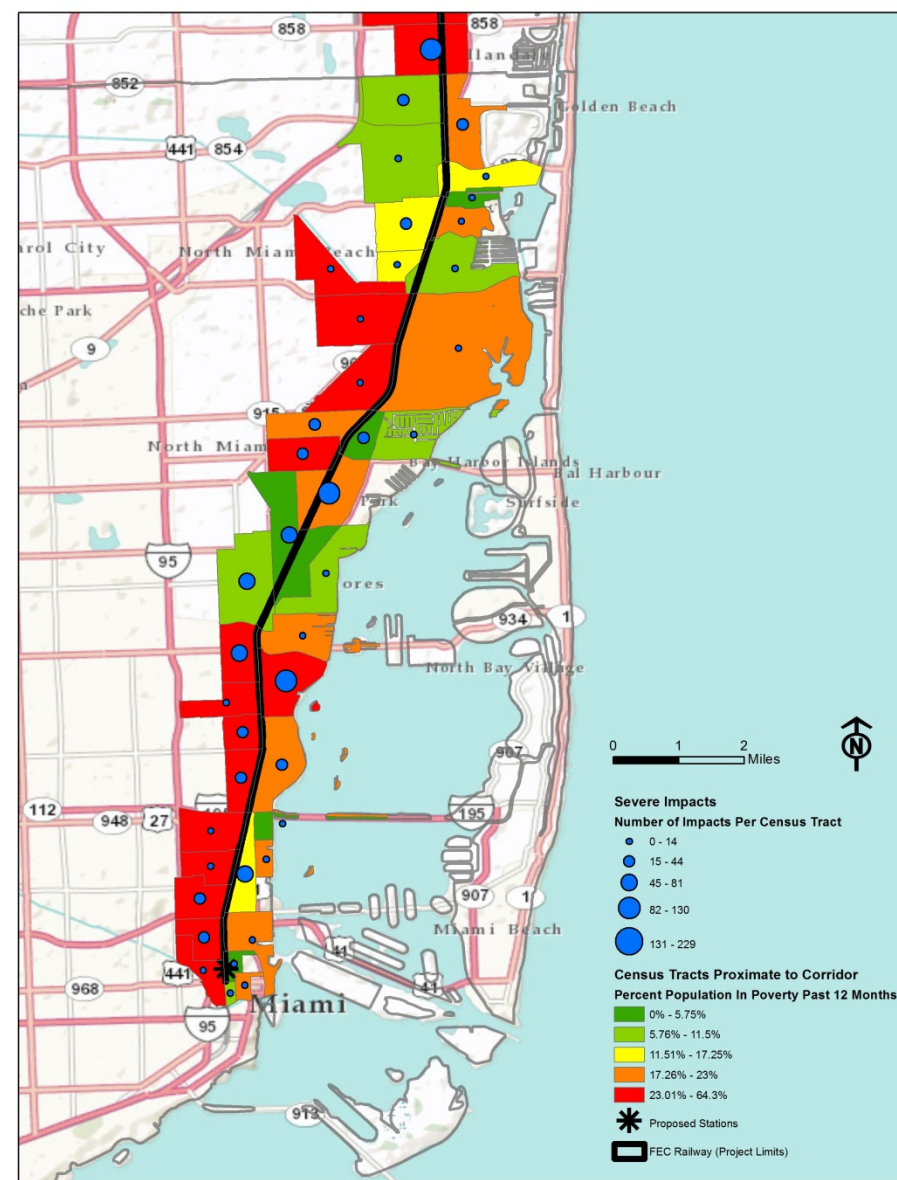 858
858
llandal
852
Golden Beach
441
854
North Miami Beach
arol City
che Park
9
915
North Miami
Bay Harbor Islands
Bal Harbour
Park
Surfside
95
ores
934
1
North Bay Village
907
0 1 2
Miles
N
112
948
27
195
Severe Impacts
Number of Impacts Per Census Tract
0 - 14
15 - 44
45 - 81
82 - 130
131 - 229
907
1
Miami Beach
41
441
968
41
Miami
95
913
Census Tracts Proximate to Corridor
Percent Population In Poverty Past 12 Months
0% - 5.75%
5.76% - 11.5%
11.51% - 17.25%
17.26% - 23%
23.01% - 64.3%
Proposed Stations
FEC Railway (Project Limits)